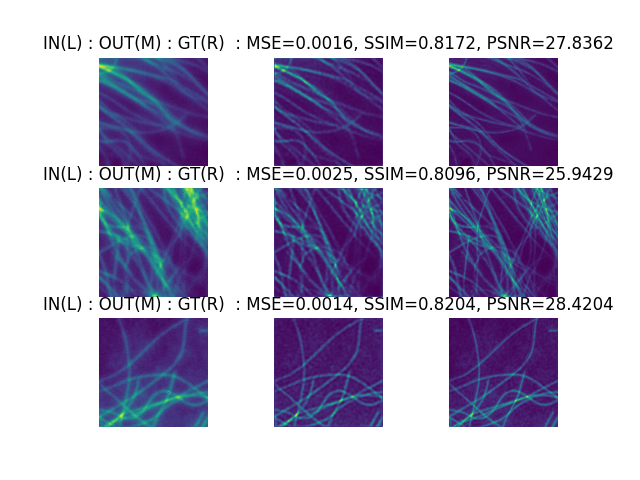 IN(L) : OUT(M) : GT(R)  : MSE=0.0016, SSIM=0.8172, PSNR=27.8362
IN(L) : OUT(M) : GT(R)  : MSE=0.0025, SSIM=0.8096, PSNR=25.9429
IN(L) : OUT(M) : GT(R)  : MSE=0.0014, SSIM=0.8204, PSNR=28.4204